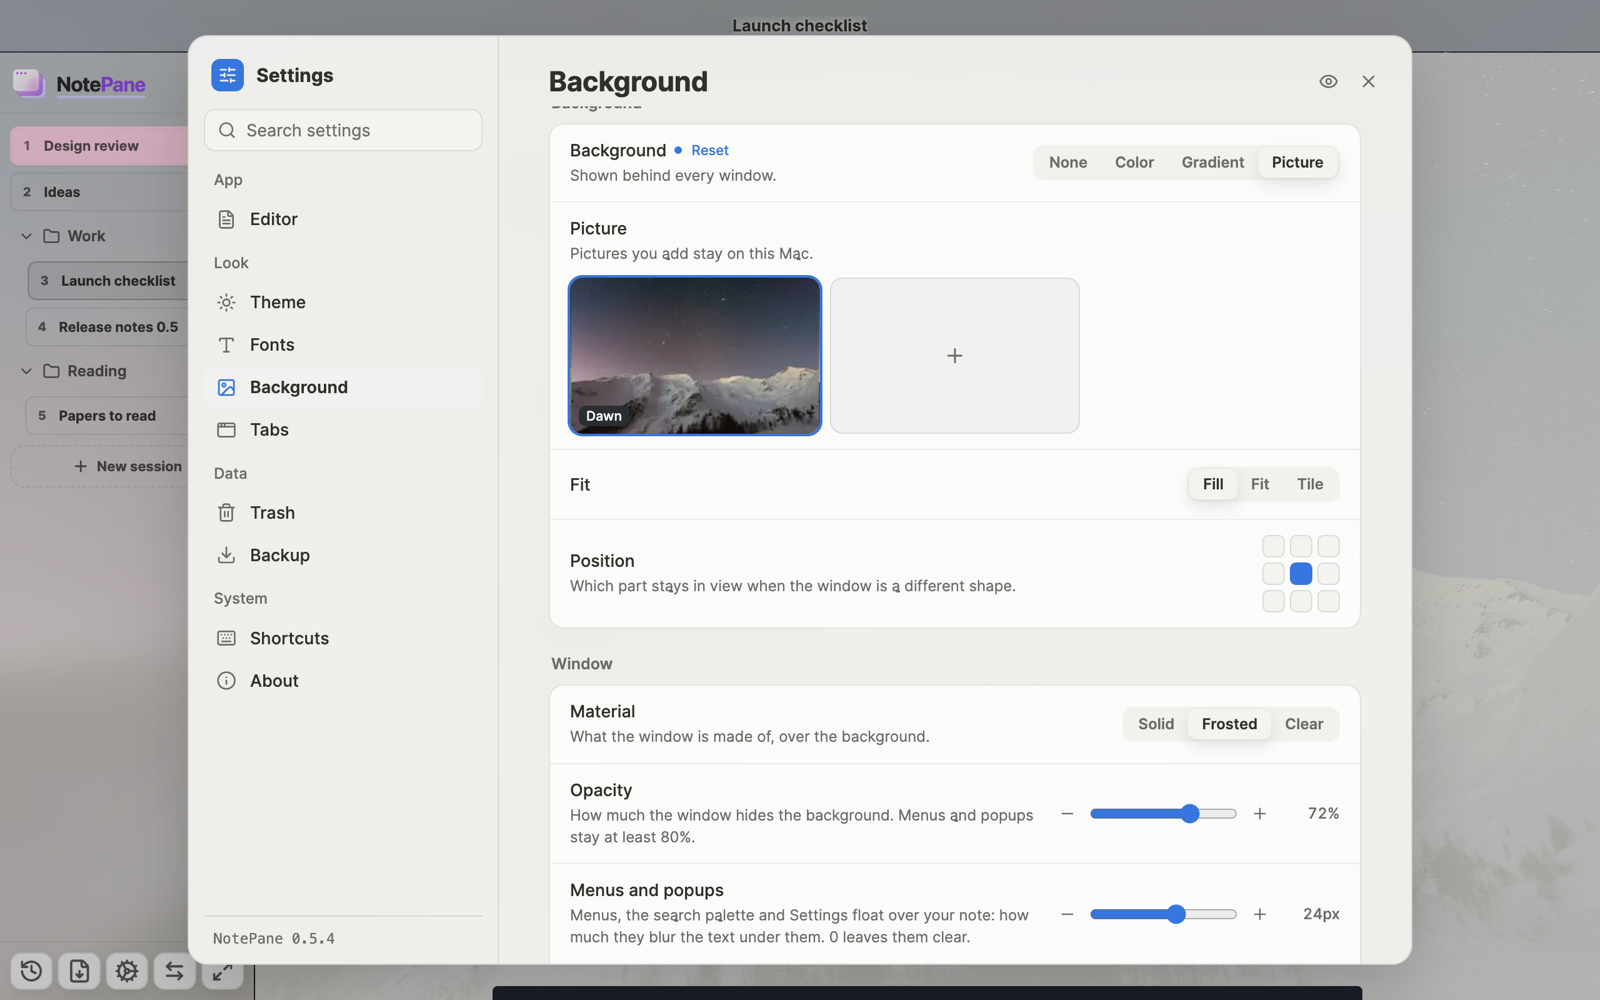 Launch checklist
NotePane
1 Design review
2 Ideas
Work
3 Launch checklist
4 Release notes 0.5
Reading
5 Papers to read
+ New session
Settings
Search settings
App
Editor
Look
Theme
Fonts
Background
Tabs
Data
Trash
Backup
System
Shortcuts
About
NotePane 0.5.4
Background
Background
Background • Reset
Shown behind every window.
None Color Gradient Picture
Picture
Pictures you add stay on this Mac.
Dawn
+
Fit
Fill Fit Tile
Position
Which part stays in view when the window is a different shape.
Window
Material
What the window is made of, over the background.
Solid Frosted Clear
Opacity
How much the window hides the background. Menus and popups
stay at least 80%.
− + 72%
Menus and popups
Menus, the search palette and Settings float over your note: how
much they blur the text under them. 0 leaves them clear.
− + 24px